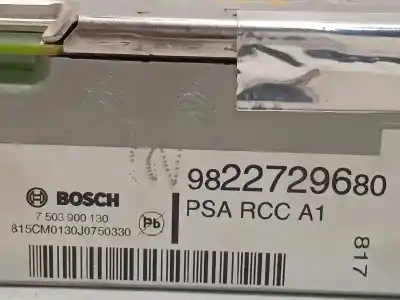 BOSCH
7 503 900 130
815CM0130J0750330
Pb
9822729680
PSA RCC A1
817